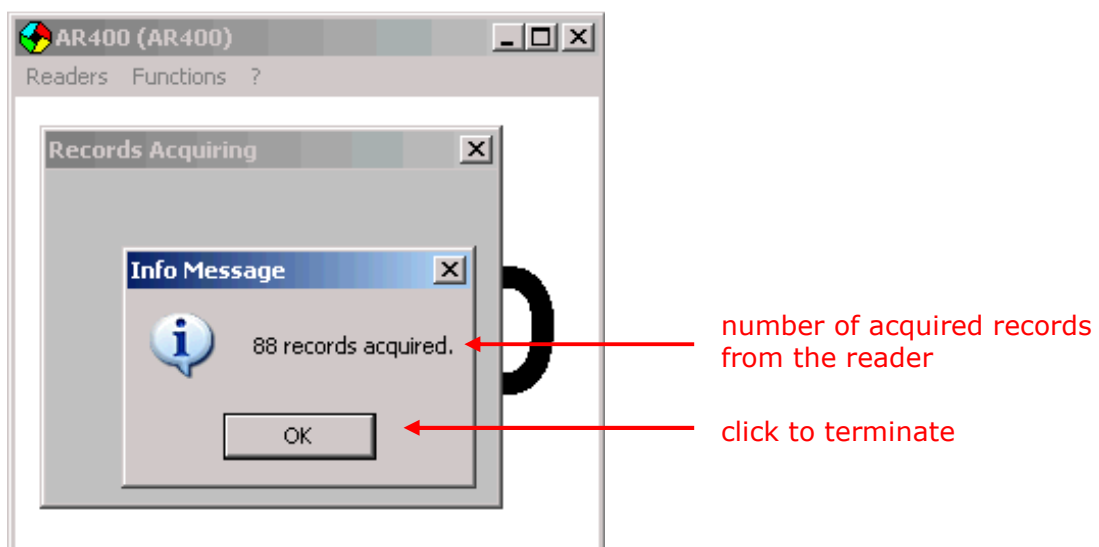 AR400 (AR400)
Readers Functions ?
Records Acquiring
Info Message
88 records acquired.
OK
number of acquired records
from the reader
click to terminate